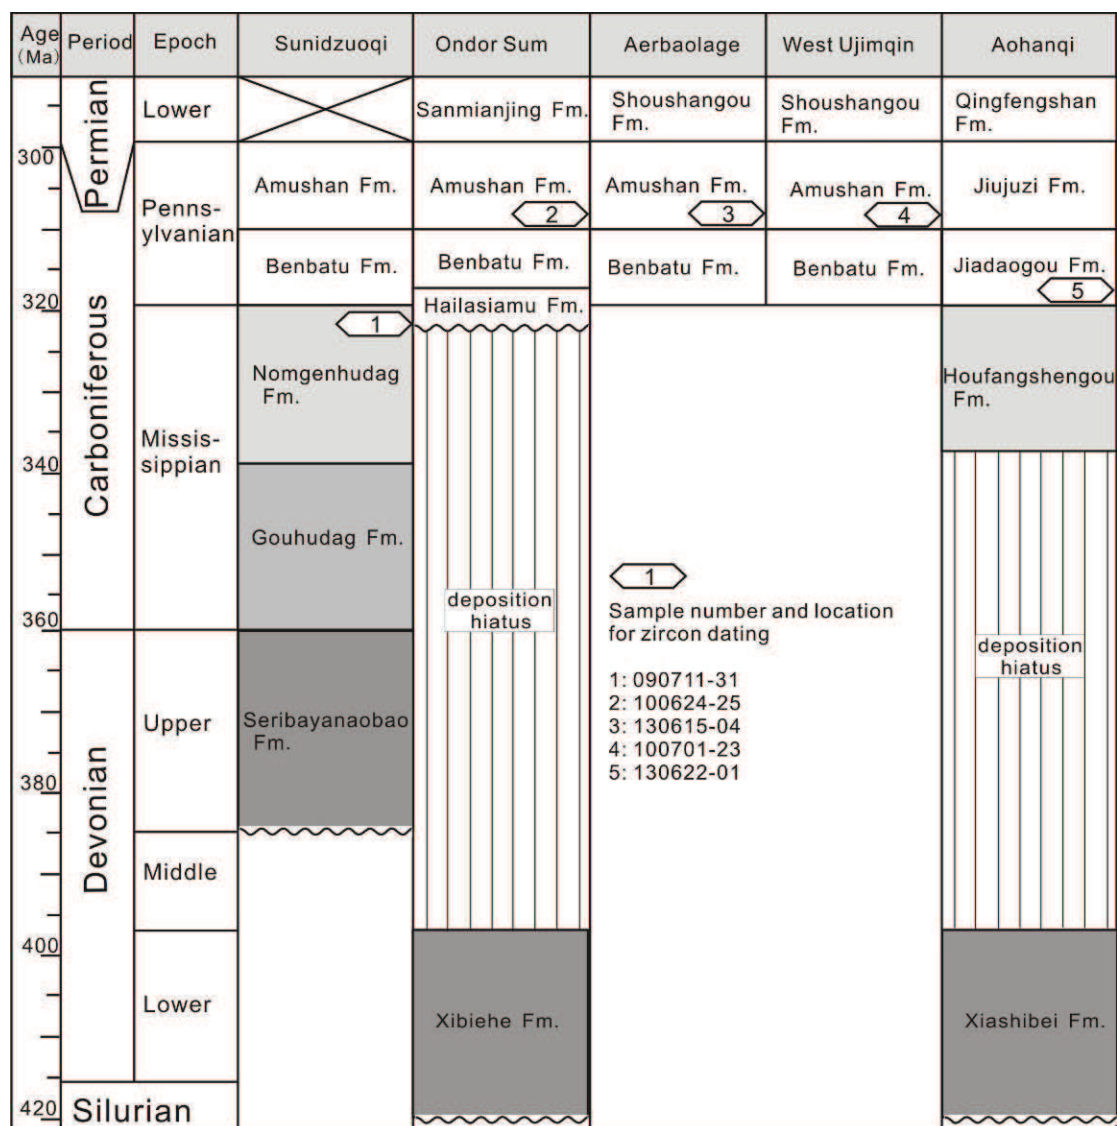 Age
(Ma)
Period
Epoch
Sunidzuoqi
Ondor Sum
Aerbaolage
West Ujimqin
Aohanqi
Permian
Lower
Sanmianjing Fm.
Shoushangou
Fm.
Shoushangou
Fm.
Qingfengshan
Fm.
300
Carboniferous
Penns-
ylvanian
Amushan Fm.
Amushan Fm.
2
Amushan Fm.
3
Amushan Fm.
4
Jiujuzi Fm.
Benbatu Fm.
Benbatu Fm.
Benbatu Fm.
Benbatu Fm.
Jiadaogou Fm.
5
320
Hailasiamu Fm.
1
Missis-
sippian
Nomgenhudag
Fm.
Houfangshengou
Fm.
340
Gouhudag Fm.
360
deposition
hiatus
1
Sample number and location
for zircon dating
1: 090711-31
2: 100624-25
3: 130615-04
4: 100701-23
5: 130622-01
deposition
hiatus
Devonian
Upper
Seribayanaobao
Fm.
380
Middle
400
Lower
Xibiehe Fm.
Xiashibei Fm.
420
Silurian